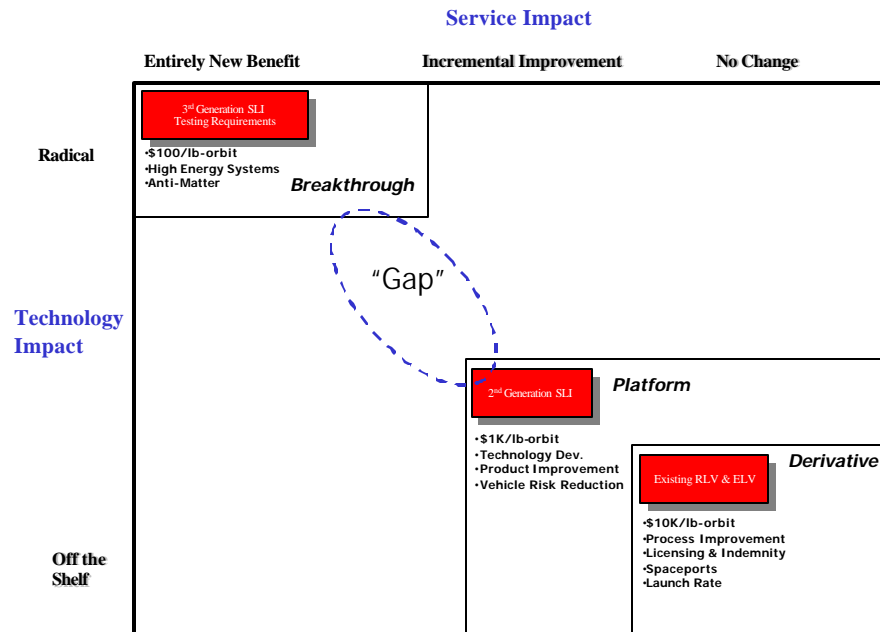 Service Impact
Entirely New Benefit
Incremental Improvement
No Change
3rd Generation SLI
Testing Requirements
Radical
•$100/lb-orbit
•High Energy Systems
•Anti-Matter
Breakthrough
“Gap”
Technology
Impact
2nd Generation SLI
Platform
•$1K/lb-orbit
•Technology Dev.
•Product Improvement
•Vehicle Risk Reduction
Derivative
Existing RLV & ELV
•$10K/lb-orbit
•Process Improvement
•Licensing & Indemnity
•Spaceports
•Launch Rate
Off the
Shelf